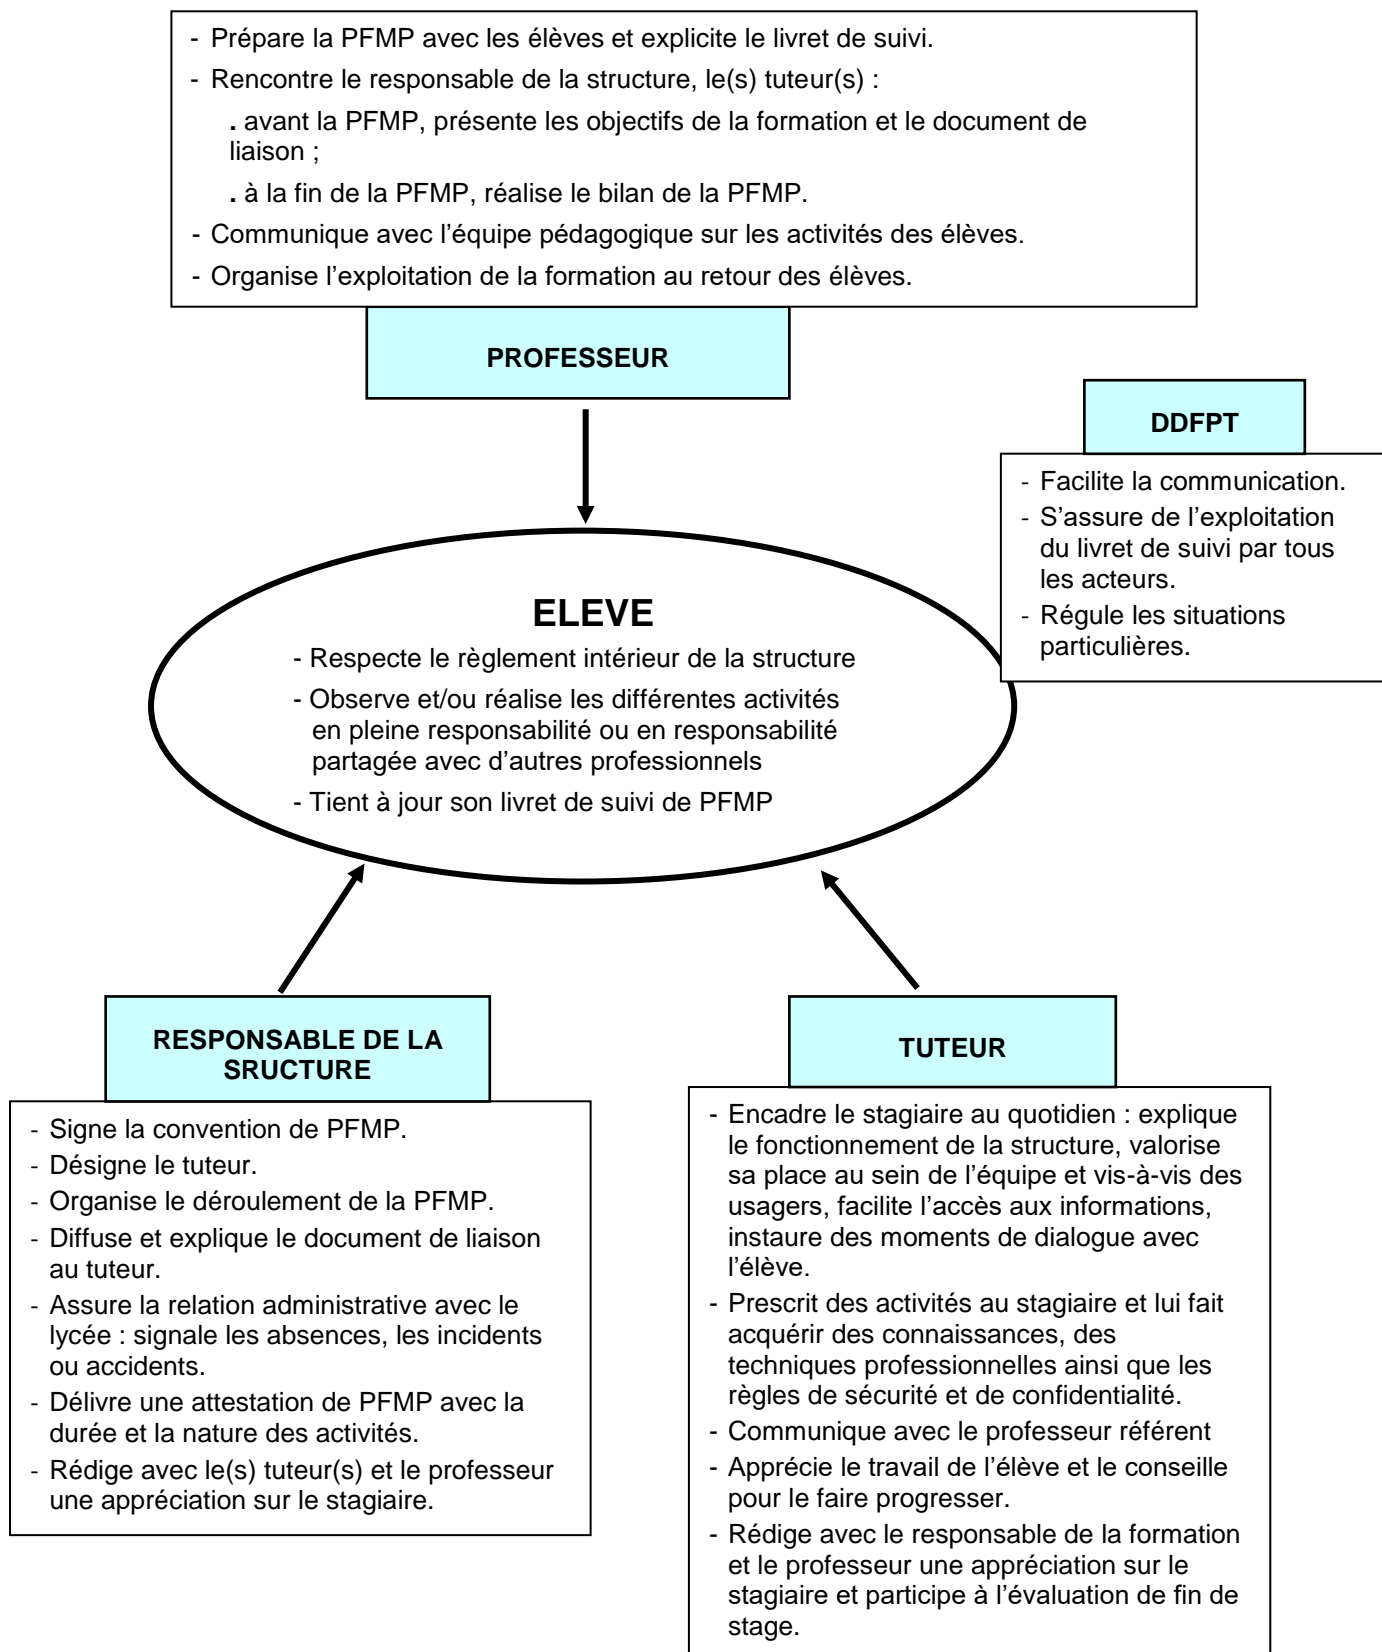 - Prépare la PFMP avec les élèves et explicite le livret de suivi.
- Rencontre le responsable de la structure, le(s) tuteur(s) :
. avant la PFMP, présente les objectifs de la formation et le document de
liaison ;
. à la fin de la PFMP, réalise le bilan de la PFMP.
- Communique avec l’équipe pédagogique sur les activités des élèves.
- Organise l’exploitation de la formation au retour des élèves.
PROFESSEUR
DDFPT
- Facilite la communication.
- S’assure de l’exploitation
du livret de suivi par tous
les acteurs.
- Régule les situations
particulières.
ELEVE
- Respecte le règlement intérieur de la structure
- Observe et/ou réalise les différentes activités
en pleine responsabilité ou en responsabilité
partagée avec d’autres professionnels
- Tient à jour son livret de suivi de PFMP
RESPONSABLE DE LA
SRUCTURE
- Signe la convention de PFMP.
- Désigne le tuteur.
- Organise le déroulement de la PFMP.
- Diffuse et explique le document de liaison
au tuteur.
- Assure la relation administrative avec le
lycée : signale les absences, les incidents
ou accidents.
- Délivre une attestation de PFMP avec la
durée et la nature des activités.
- Rédige avec le(s) tuteur(s) et le professeur
une appréciation sur le stagiaire.
TUTEUR
- Encadre le stagiaire au quotidien : explique
le fonctionnement de la structure, valorise
sa place au sein de l’équipe et vis-à-vis des
usagers, facilite l’accès aux informations,
instaure des moments de dialogue avec
l’élève.
- Prescrit des activités au stagiaire et lui fait
acquérir des connaissances, des
techniques professionnelles ainsi que les
règles de sécurité et de confidentialité.
- Communique avec le professeur référent
- Apprécie le travail de l’élève et le conseille
pour le faire progresser.
- Rédige avec le responsable de la formation
et le professeur une appréciation sur le
stagiaire et participe à l’évaluation de fin de
stage.